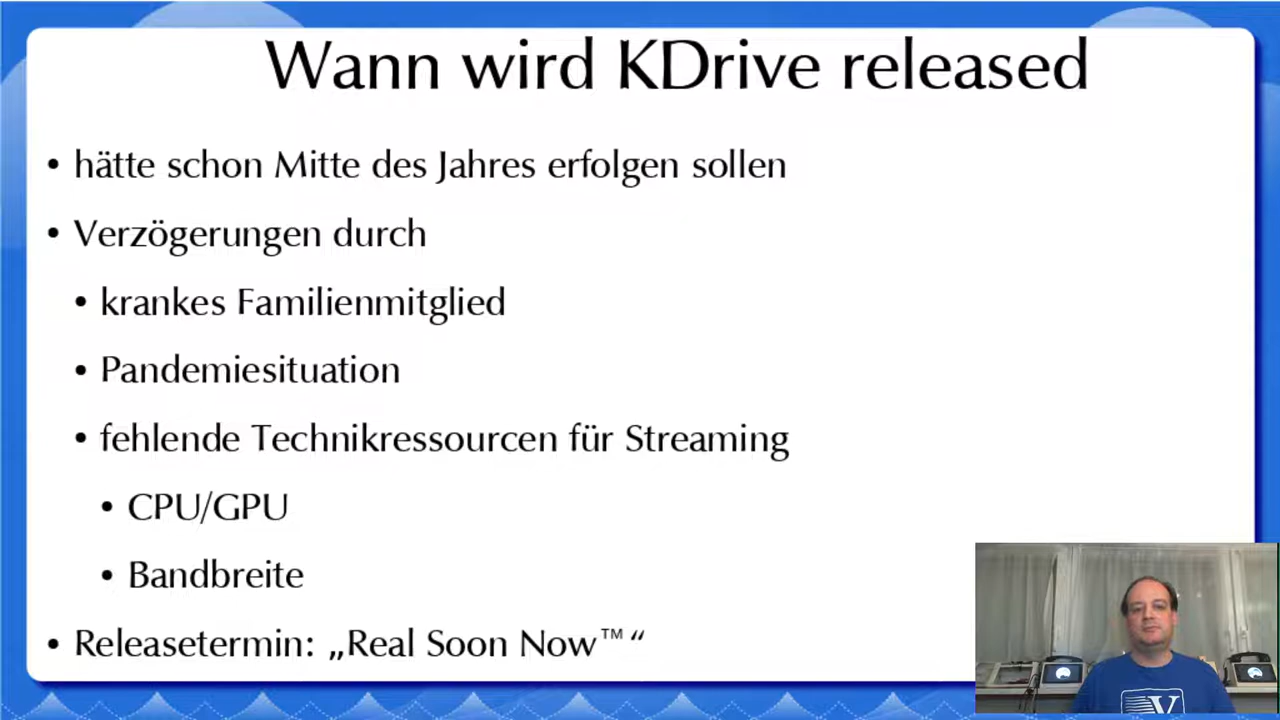 Wann wird KDrive released
• hätte schon Mitte des Jahres erfolgen sollen
• Verzögerungen durch
• krankes Familienmitglied
• Pandemiesituation
• fehlende Technikressourcen für Streaming
• CPU/GPU
• Bandbreite
• Releasetermin: „Real Soon Now™“
V